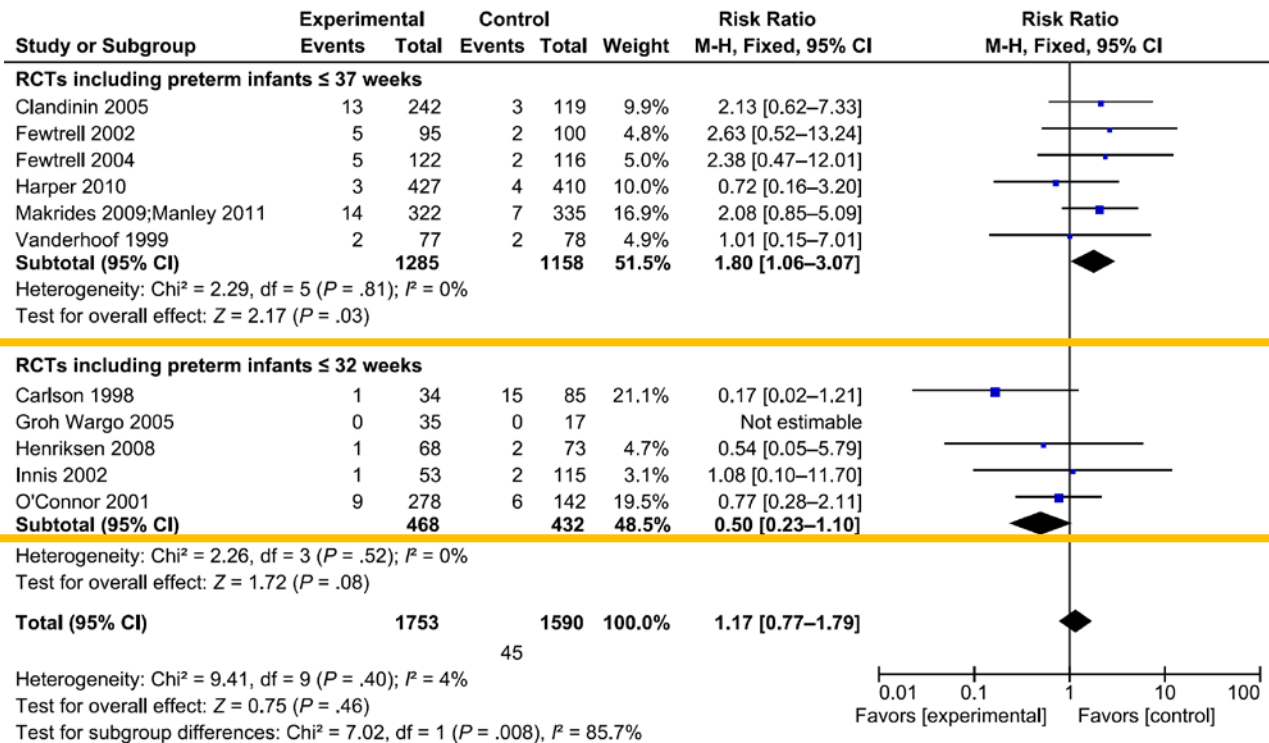 Experimental Control Risk Ratio Risk Ratio
Study or Subgroup Events Total Events Total Weight M-H, Fixed, 95% CI M-H, Fixed, 95% CI
RCTs including preterm infants ≤ 37 weeks
Clandinin 2005 13 242 3 119 9.9% 2.13 [0.62–7.33]
Fewtrell 2002 5 95 2 100 4.8% 2.63 [0.52–13.24]
Fewtrell 2004 5 122 2 116 5.0% 2.38 [0.47–12.01]
Harper 2010 3 427 4 410 10.0% 0.72 [0.16–3.20]
Makrides 2009;Manley 2011 14 322 7 335 16.9% 2.08 [0.85–5.09]
Vanderhoof 1999 2 77 2 78 4.9% 1.01 [0.15–7.01]
Subtotal (95% CI) 1285 1158 51.5% 1.80 [1.06–3.07]
Heterogeneity: Chi² = 2.29, df = 5 (P = .81); I² = 0%
Test for overall effect: Z = 2.17 (P = .03)
RCTs including preterm infants ≤ 32 weeks
Carlson 1998 1 34 15 85 21.1% 0.17 [0.02–1.21]
Groh Wargo 2005 0 35 0 17 Not estimable
Henriksen 2008 1 68 2 73 4.7% 0.54 [0.05–5.79]
Innis 2002 1 53 2 115 3.1% 1.08 [0.10–11.70]
O'Connor 2001 9 278 6 142 19.5% 0.77 [0.28–2.11]
Subtotal (95% CI) 468 432 48.5% 0.50 [0.23–1.10]
Heterogeneity: Chi² = 2.26, df = 3 (P = .52); I² = 0%
Test for overall effect: Z = 1.72 (P = .08)
Total (95% CI) 1753 1590 100.0% 1.17 [0.77–1.79]
45
Heterogeneity: Chi² = 9.41, df = 9 (P = .40); I² = 4%
Test for overall effect: Z = 0.75 (P = .46)
Test for subgroup differences: Chi² = 7.02, df = 1 (P = .008), I² = 85.7%
0.01 0.1 1 10 100
Favors [experimental] Favors [control]